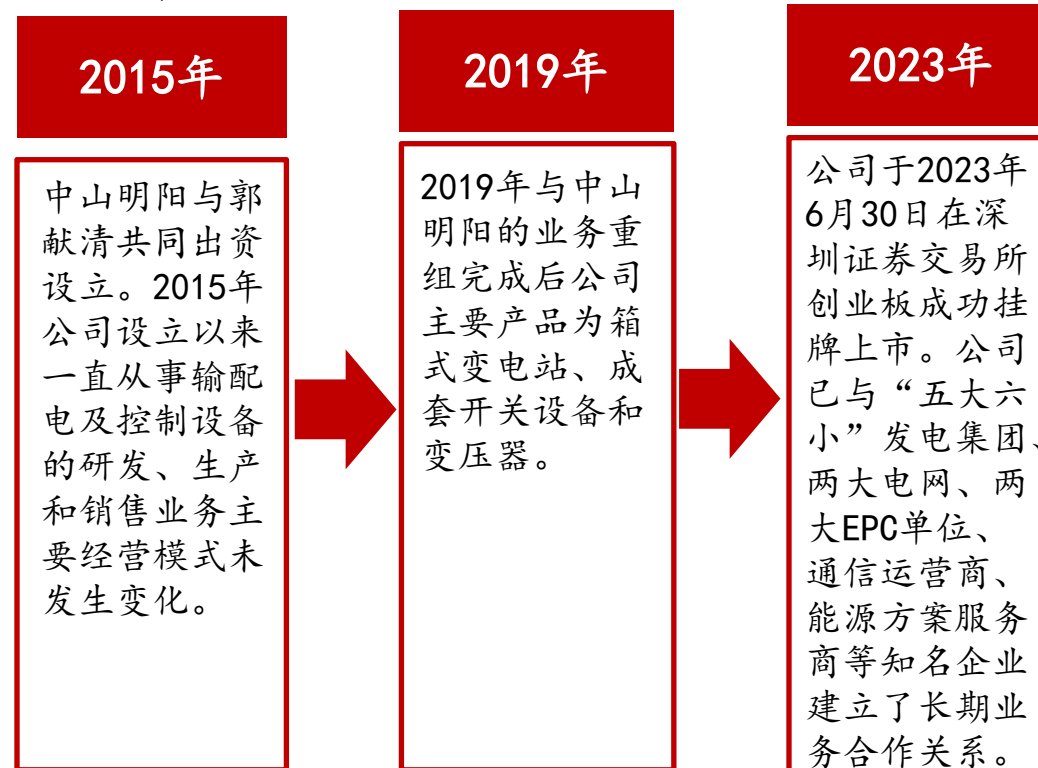 2015年
中山明阳与郭
献清共同出资
设立。2015年
公司设立以来
一直从事输配
电及控制设备
的研发、生产
和销售业务主
要经营模式未
发生变化。
2019年
2019年与中山
明阳的业务重
组完成后公司
主要产品为箱
式变电站、成
套开关设备和
变压器。
2023年
公司于2023年
6月30日在深
圳证券交易所
创业板成功挂
牌上市。公司
已与“五大六
小”发电集团、
两大电网、两
大EPC单位、
通信运营商、
能源方案服务
商等知名企业
建立了长期业
务合作关系。